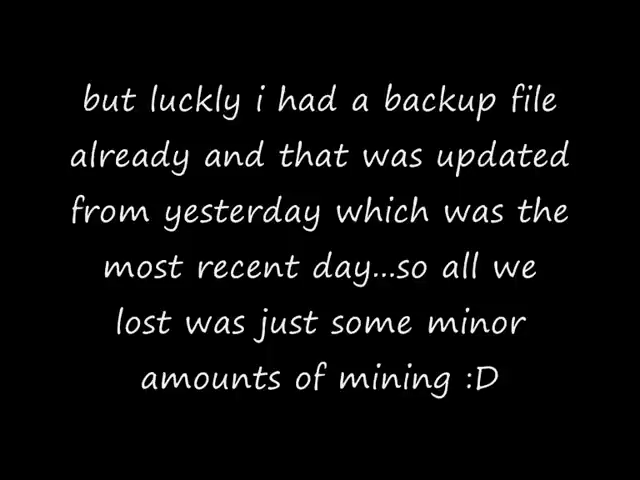 but luckly i had a backup file
already and that was updated
from yesterday which was the
most recent day...so all we
lost was just some minor
amounts of mining :D